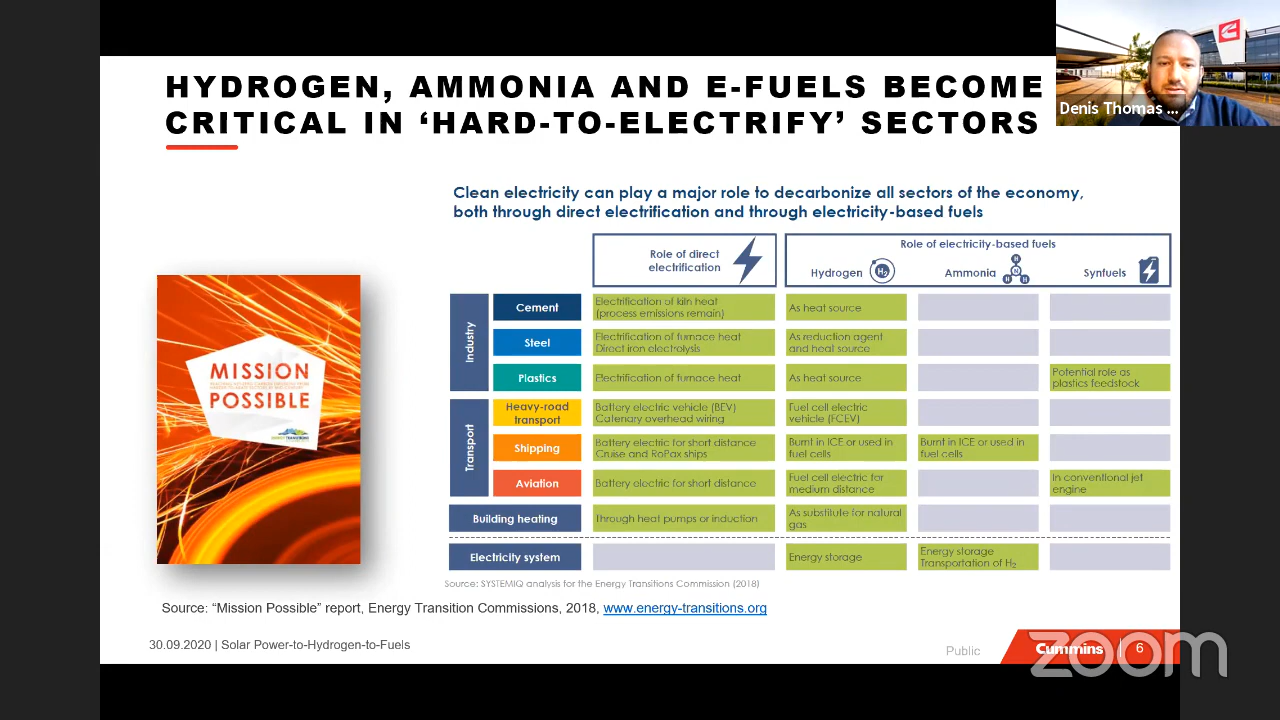 HYDROGEN, AMMONIA AND E-FUELS BECOME
CRITICAL IN ‘HARD-TO-ELECTRIFY’ SECTORS
Denis Thomas ...
Clean electricity can play a major role to decarbonize all sectors of the economy,
both through direct electrification and through electricity-based fuels
Role of direct
electrification
Role of electricity-based fuels
Hydrogen
H₂
Ammonia
H
N
H
H
Synfuels
Industry
Cement
Electrification of kiln heat
(process emissions remain)
As heat source
Steel
Electrification of furnace heat
Direct iron electrolysis
As reduction agent
and heat source
Plastics
Electrification of furnace heat
As heat source
Potential role as
plastics feedstock
Transport
Heavy-road
transport
Battery electric vehicle (BEV)
Catenary overhead wiring
Fuel cell electric
vehicle (FCEV)
Shipping
Battery electric for short distance
Cruise and RoPax ships
Burnt in ICE or used in
fuel cells
Burnt in ICE or used in
fuel cells
Aviation
Battery electric for short distance
Fuel cell electric for
medium distance
In conventional jet
engine
Building heating
Through heat pumps or induction
As substitute for natural
gas
Electricity system
Energy storage
Energy storage
Transportation of H₂
MISSION
POSSIBLE
Source: SYSTEMIQ analysis for the Energy Transitions Commission (2018)
Source: “Mission Possible” report, Energy Transition Commissions, 2018, www.energy-transitions.org
30.09.2020 | Solar Power-to-Hydrogen-to-Fuels
Public
Cummins
6
zoom